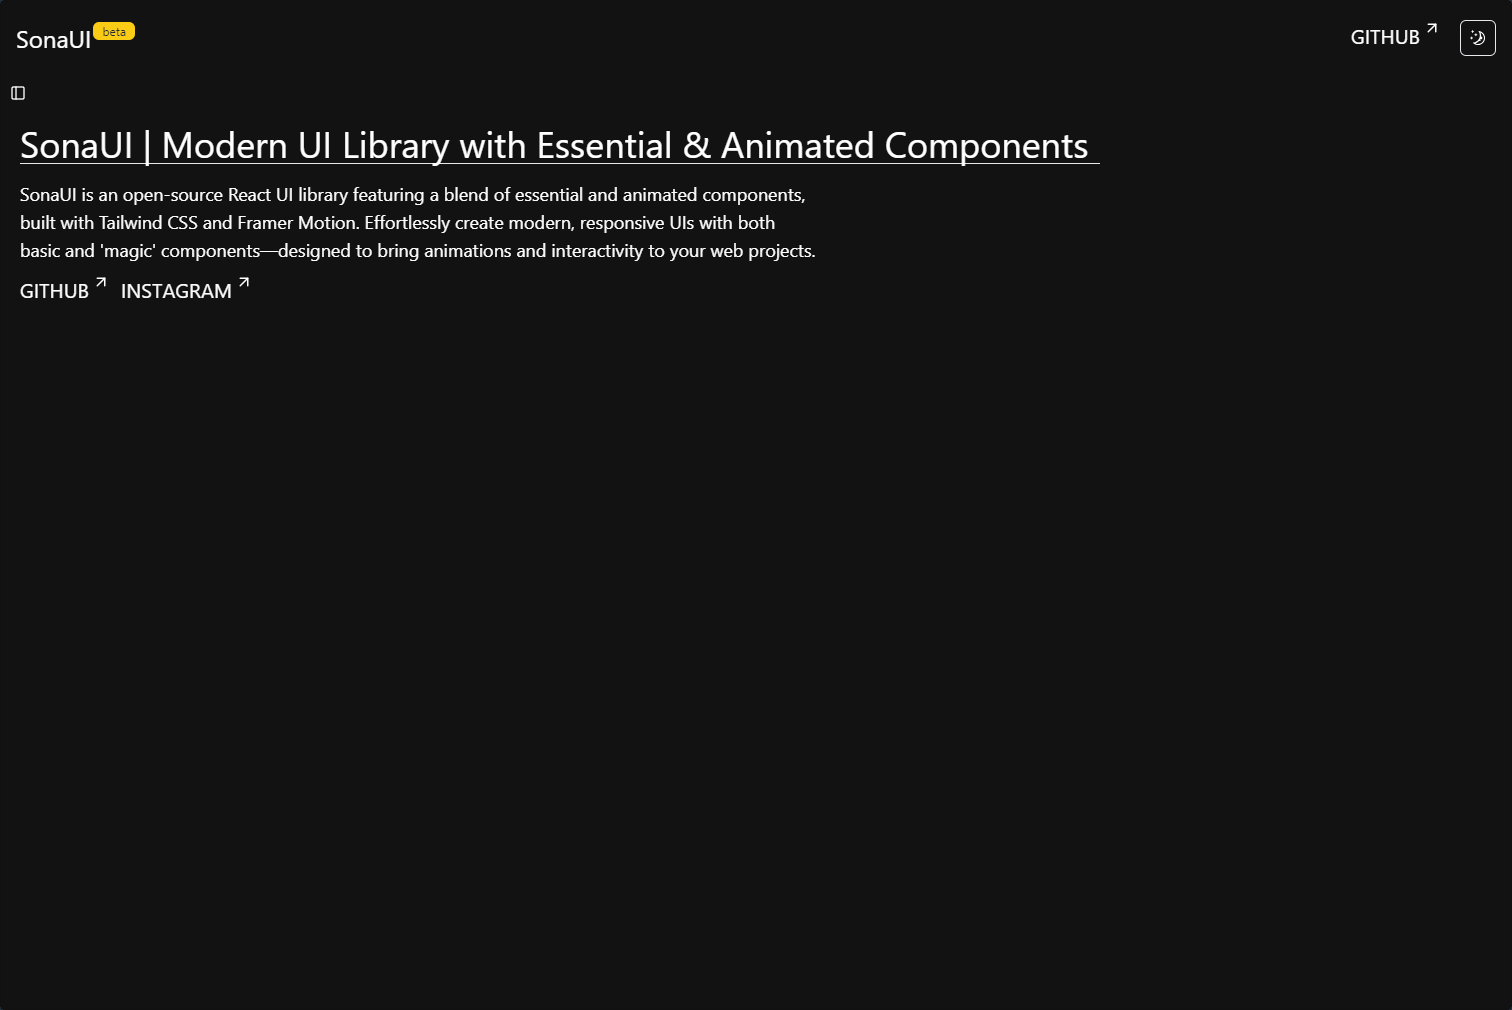 SonaUI beta
GITHUB
SonaUI | Modern UI Library with Essential & Animated Components
SonaUI is an open-source React UI library featuring a blend of essential and animated components,
built with Tailwind CSS and Framer Motion. Effortlessly create modern, responsive UIs with both
basic and 'magic' components—designed to bring animations and interactivity to your web projects.
GITHUB INSTAGRAM